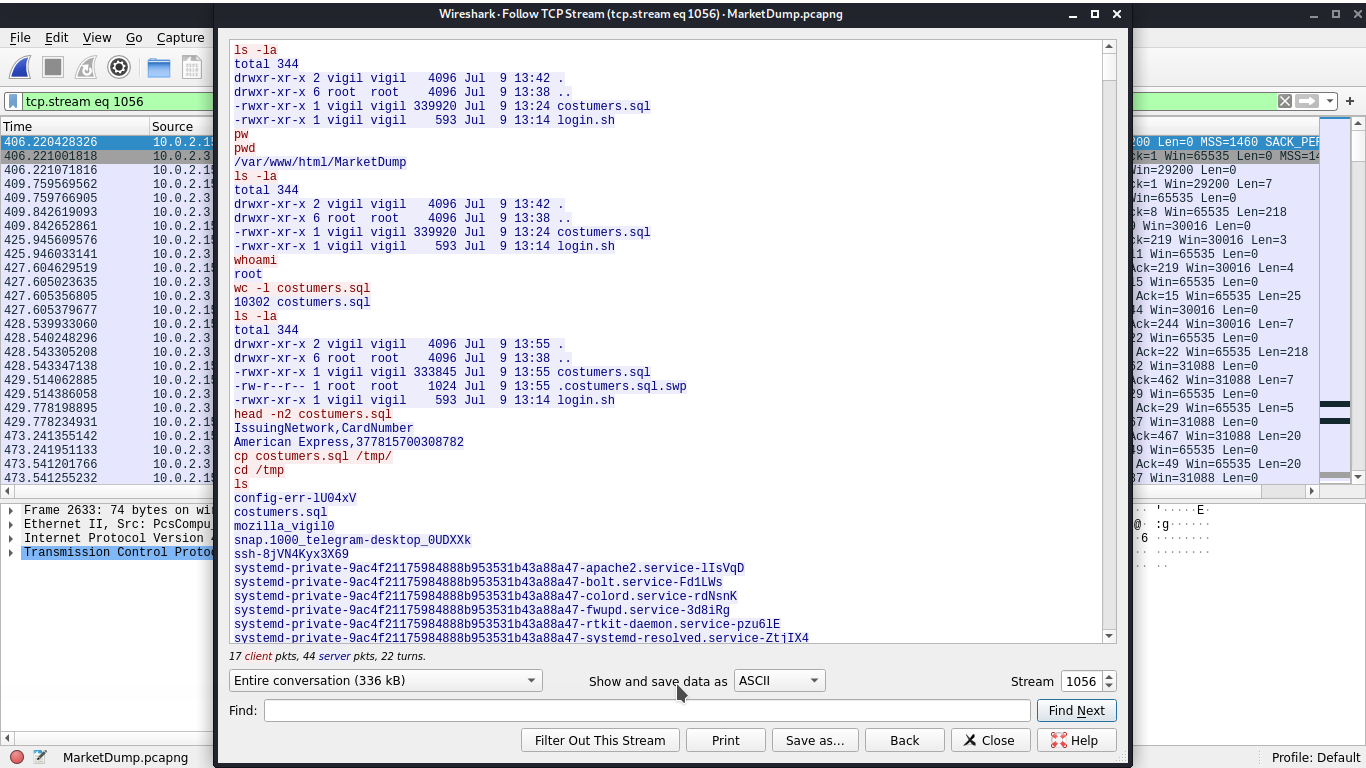 Wireshark · Follow TCP Stream (tcp.stream eq 1056) · MarketDump.pcapng
File Edit View Go Capture
tcp.stream eq 1056
Time Source
406.220428326 10.0.2.15
406.221001818 10.0.2.3
406.221071816 10.0.2.15
409.759569562 10.0.2.15
409.759766905 10.0.2.3
409.842619093 10.0.2.3
409.842652861 10.0.2.15
425.945609576 10.0.2.15
425.946033141 10.0.2.3
427.604629519 10.0.2.15
427.605023635 10.0.2.3
427.605356805 10.0.2.3
427.605379677 10.0.2.15
428.539933060 10.0.2.15
428.540248296 10.0.2.3
428.543305208 10.0.2.3
428.543347138 10.0.2.15
429.514062885 10.0.2.15
429.514386058 10.0.2.3
429.778198895 10.0.2.15
429.778234931 10.0.2.15
473.241355142 10.0.2.15
473.241951133 10.0.2.3
473.541201766 10.0.2.15
473.541255232 10.0.2.15
Frame 2633: 74 bytes on wi
Ethernet II, Src: PcsCompu
Internet Protocol Version
Transmission Control Proto
ls -la
total 344
drwxr-xr-x 2 vigil vigil   4096 Jul  9 13:42 .
drwxr-xr-x 6 root  root    4096 Jul  9 13:38 ..
-rwxr-xr-x 1 vigil vigil 339920 Jul  9 13:24 costumers.sql
-rwxr-xr-x 1 vigil vigil    593 Jul  9 13:14 login.sh
pw
pwd
/var/www/html/MarketDump
ls -la
total 344
drwxr-xr-x 2 vigil vigil   4096 Jul  9 13:42 .
drwxr-xr-x 6 root  root    4096 Jul  9 13:38 ..
-rwxr-xr-x 1 vigil vigil 339920 Jul  9 13:24 costumers.sql
-rwxr-xr-x 1 vigil vigil    593 Jul  9 13:14 login.sh
whoami
root
wc -l costumers.sql
10302 costumers.sql
ls -la
total 344
drwxr-xr-x 2 vigil vigil   4096 Jul  9 13:55 .
drwxr-xr-x 6 root  root    4096 Jul  9 13:38 ..
-rwxr-xr-x 1 vigil vigil 333845 Jul  9 13:55 costumers.sql
-rw-r--r-- 1 root  root    1024 Jul  9 13:55 .costumers.sql.swp
-rwxr-xr-x 1 vigil vigil    593 Jul  9 13:14 login.sh
head -n2 costumers.sql
IssuingNetwork,CardNumber
American Express,377815700308782
cp costumers.sql /tmp/
cd /tmp
ls
config-err-lU04xV
costumers.sql
mozilla_vigil0
snap.1000_telegram-desktop_0UDXXk
ssh-8jVN4Kyx3X69
systemd-private-9ac4f21175984888b953531b43a88a47-apache2.service-lIsVqD
systemd-private-9ac4f21175984888b953531b43a88a47-bolt.service-Fd1LWs
systemd-private-9ac4f21175984888b953531b43a88a47-colord.service-rdNsnK
systemd-private-9ac4f21175984888b953531b43a88a47-fwupd.service-3d8iRg
systemd-private-9ac4f21175984888b953531b43a88a47-rtkit-daemon.service-pzu6lE
systemd-private-9ac4f21175984888b953531b43a88a47-systemd-resolved.service-ZtjIX4
17 client pkts, 44 server pkts, 22 turns.
Entire conversation (336 kB) Show and save data as ASCII Stream 1056
Find: Find Next
Filter Out This Stream Print Save as... Back Close Help
200 Len=0 MSS=1460 SACK_PE
ck=1 Win=65535 Len=0 MSS=14
Win=29200 Len=0
ck=1 Win=29200 Len=7
Win=65535 Len=0
ck=8 Win=65535 Len=218
Win=30016 Len=0
ck=219 Win=30016 Len=3
11 Win=65535 Len=0
Ack=219 Win=30016 Len=4
15 Win=65535 Len=0
Ack=15 Win=65535 Len=25
44 Win=30016 Len=0
Ack=244 Win=30016 Len=7
22 Win=65535 Len=0
Ack=22 Win=65535 Len=218
62 Win=31088 Len=0
Ack=462 Win=31088 Len=7
29 Win=65535 Len=0
Ack=29 Win=65535 Len=5
67 Win=31088 Len=0
Ack=467 Win=31088 Len=20
49 Win=65535 Len=0
Ack=49 Win=65535 Len=20
87 Win=31088 Len=0
·· '·····E·
@· :g······
·6 ········
MarketDump.pcapng
Profile: Default